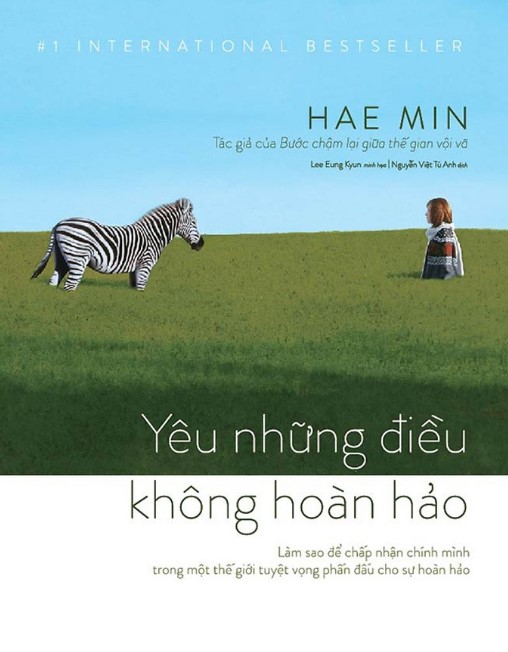 #1 INTERNATIONAL BESTSELLER
HAE MIN
Tác giả của Bước chậm lại giữa thế gian vội vã
Lee Eung Kyun minh họa | Nguyễn Việt Tú Anh dịch
Yêu những điều
không hoàn hảo
Làm sao để chấp nhận chính mình
trong một thế giới tuyệt vọng phấn đấu cho sự hoàn hảo